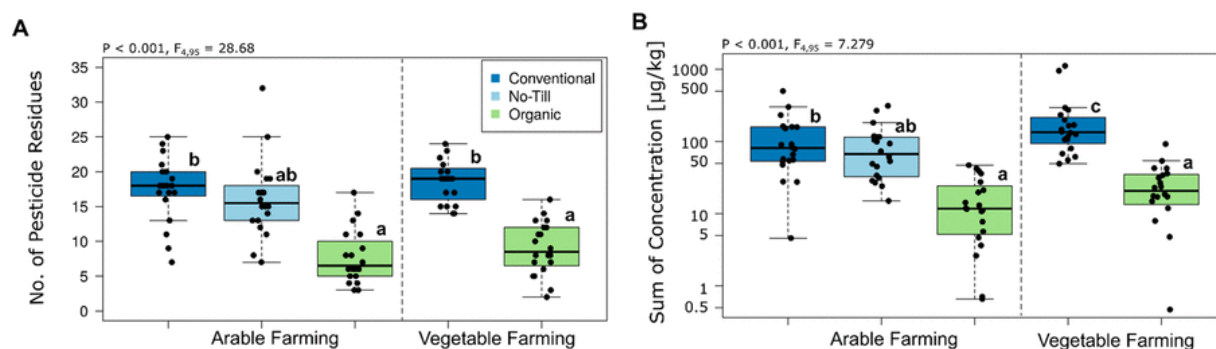 A
P < 0.001, F4,95 = 28.68
No. of Pesticide Residues
35
30
25
20
15
10
5
0
Conventional
No-Till
Organic
b
ab
a
b
a
Arable Farming
Vegetable Farming
B
P < 0.001, F4,95 = 7.279
Sum of Concentration [µg/kg]
1000
500
100
50
10
5
1
0.5
b
ab
a
c
a
Arable Farming
Vegetable Farming